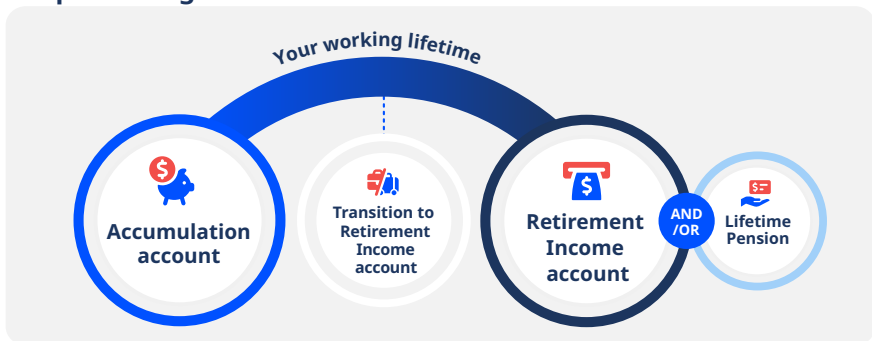 Your working lifetime
Accumulation
account
Transition to
Retirement
Income
account
Retirement
Income
account
AND
/OR
Lifetime
Pension
$
$
$